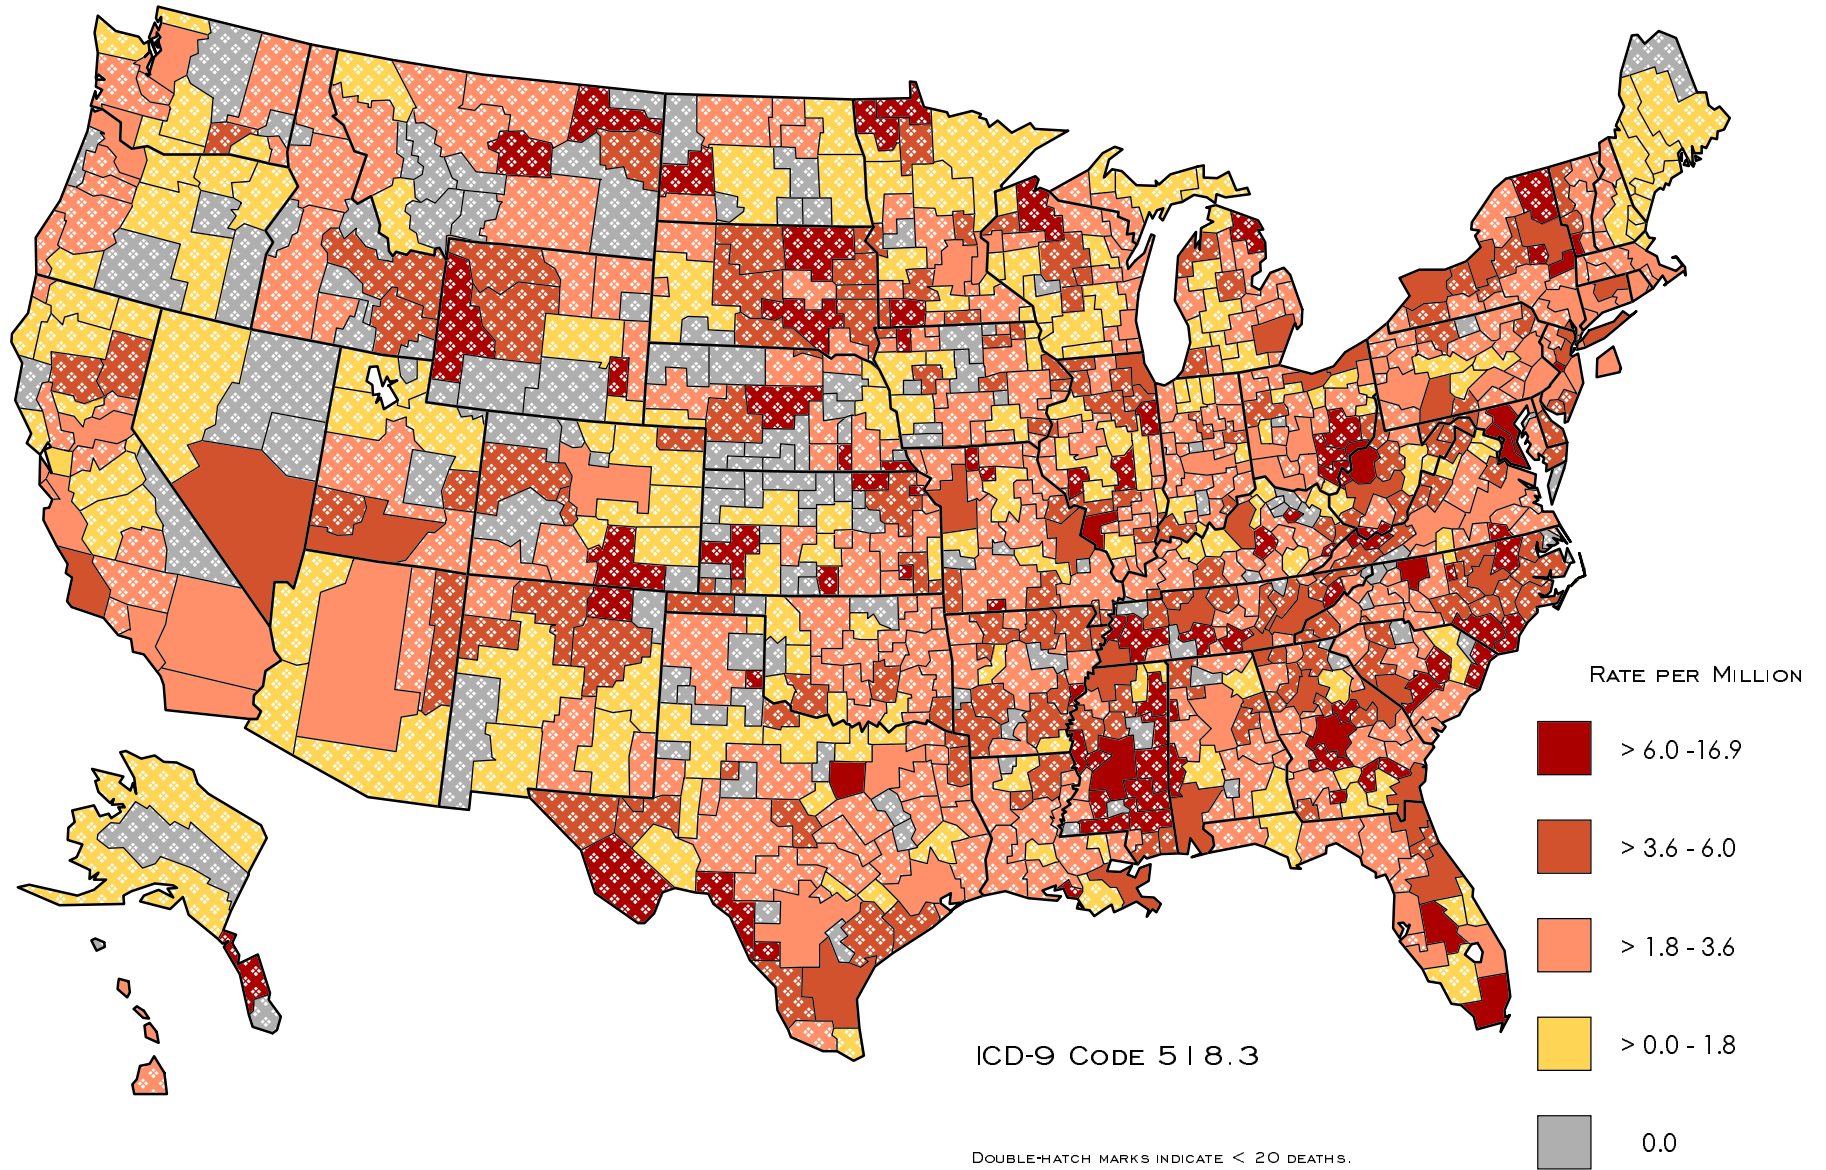 Rate per Million
> 6.0 -16.9
> 3.6 - 6.0
> 1.8 - 3.6
> 0.0 - 1.8
0.0
ICD-9 Code 518.3
Double-hatch marks indicate < 20 deaths.